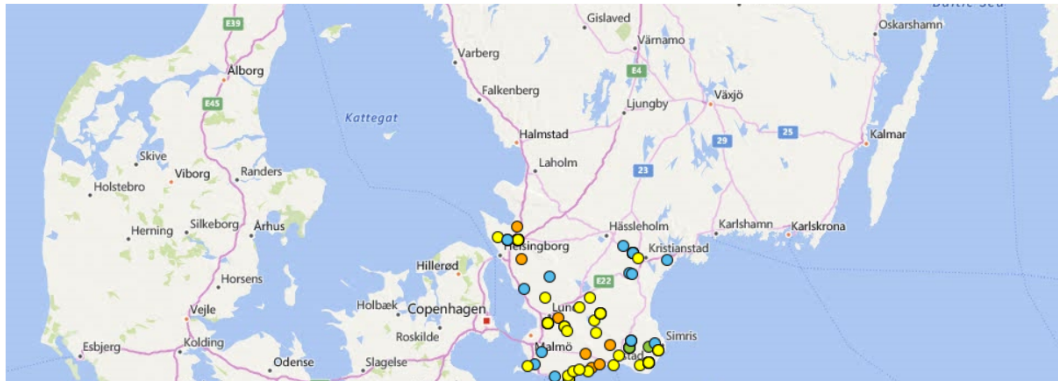 Baltic Sea
Gislaved
Oskarshamn
E39
Värnamo
Varberg
E4
Ålborg
Växjö
Falkenberg
E45
Ljungby
Kattegat
Halmstad
25
Kalmar
29
Skive
Laholm
23
Viborg
Randers
Holstebro
Karlshamn
Karlskrona
Herning
Silkeborg
Århus
Hässleholm
Helsingborg
Kristianstad
Hillerød
E22
Horsens
Vejle
Holbæk
Copenhagen
Lund
Roskilde
Simris
Malmö
Esbjerg
Kolding
Odense
Slagelse
stad